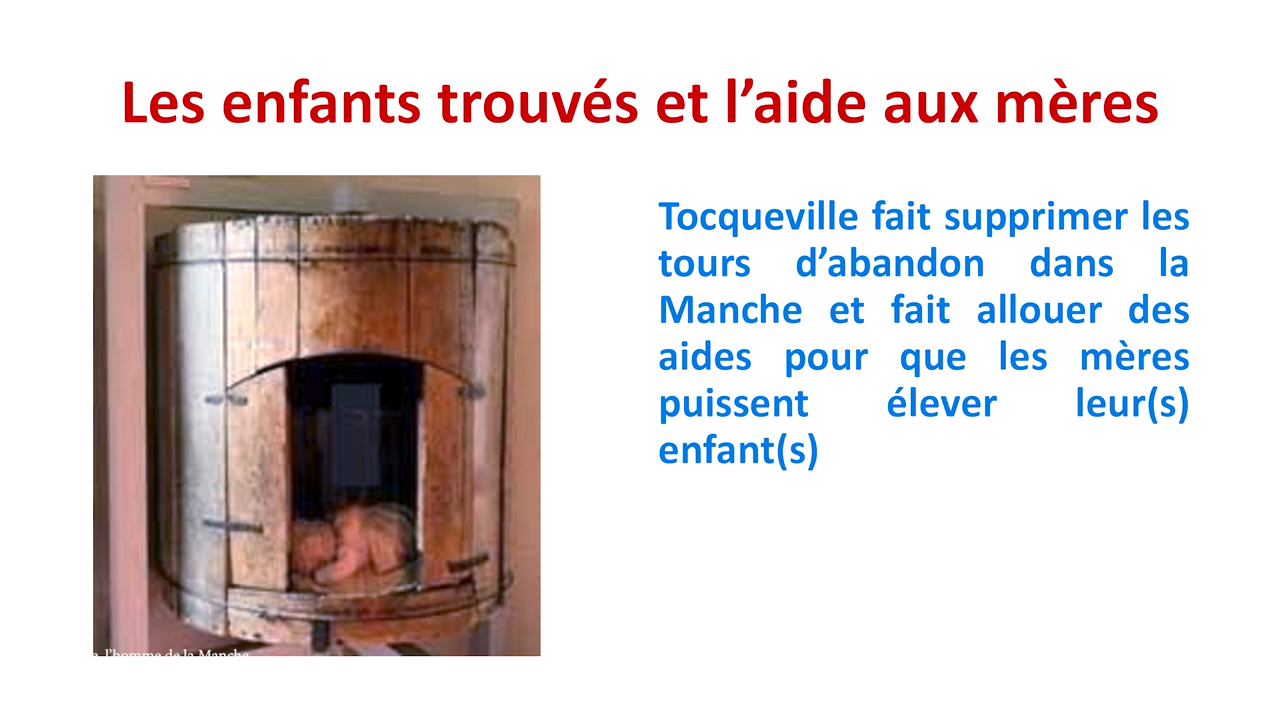 Les enfants trouvés et l’aide aux mères
Tocqueville fait supprimer les
tours d’abandon dans la
Manche et fait allouer des
aides pour que les mères
puissent élever leur(s)
enfant(s)
l’homme de la Manche